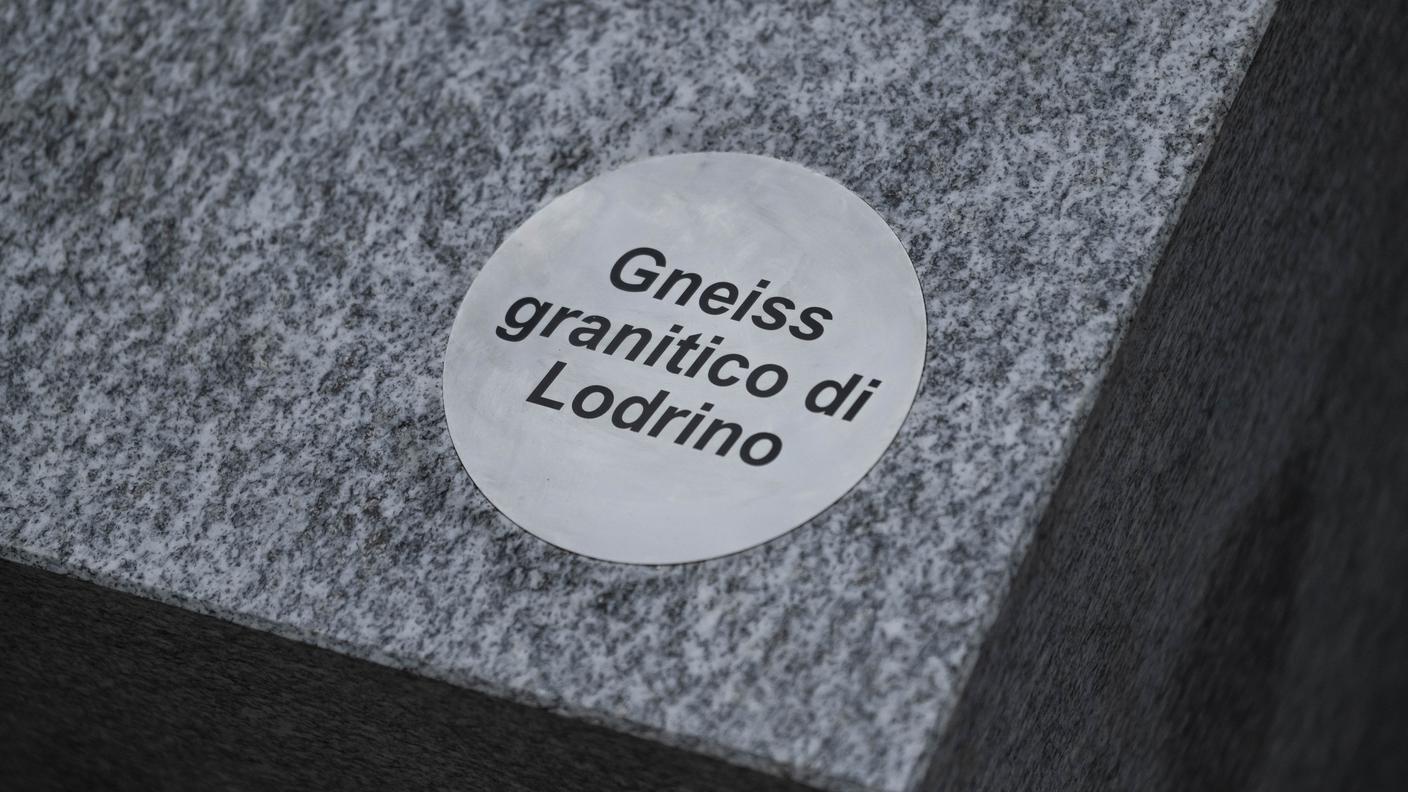 Gneiss
granitico di
Lodrino